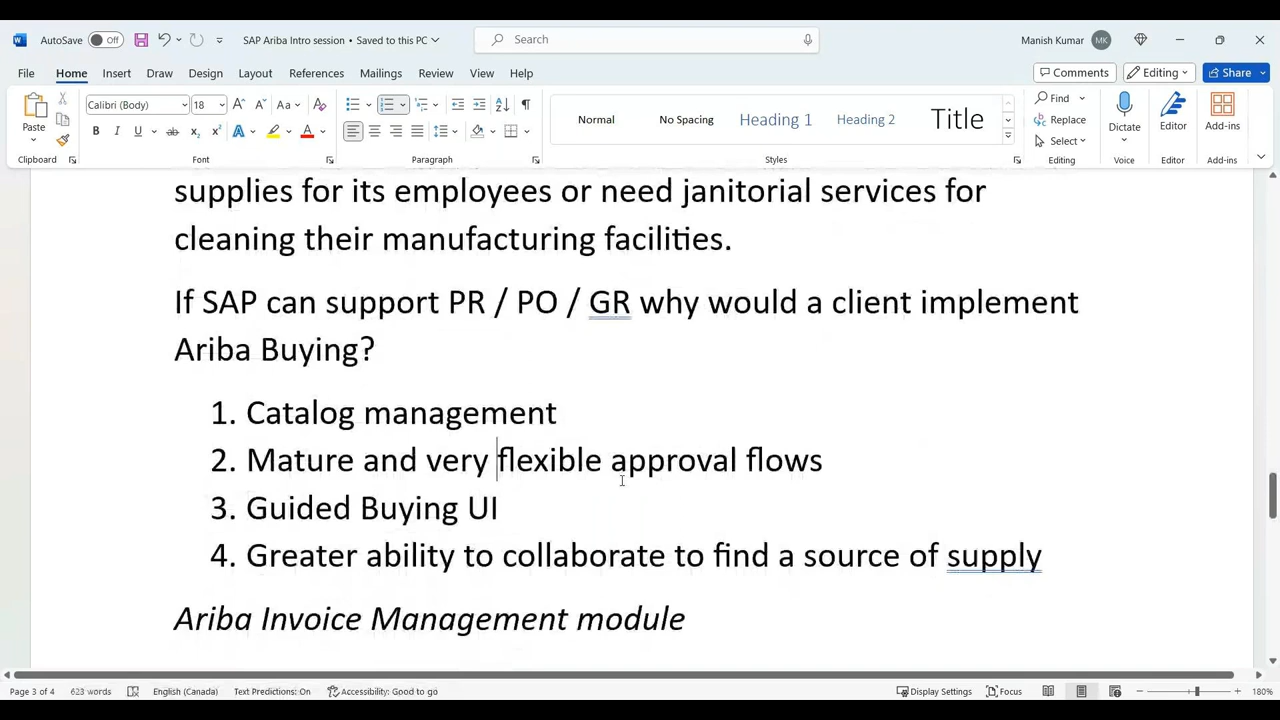 AutoSave
Off
SAP Ariba Intro session • Saved to this PC
Search
Manish Kumar
MK
File
Home
Insert
Draw
Design
Layout
References
Mailings
Review
View
Help
Comments
Editing
Share
Paste
Clipboard
Calibri (Body)
18
Font
Paragraph
Normal
No Spacing
Heading 1
Heading 2
Title
Styles
Find
Replace
Select
Editing
Dictate
Voice
Editor
Editor
Add-ins
Add-ins
supplies for its employees or need janitorial services for
cleaning their manufacturing facilities.
If SAP can support PR / PO / GR why would a client implement
Ariba Buying?
1. Catalog management
2. Mature and very flexible approval flows
3. Guided Buying UI
4. Greater ability to collaborate to find a source of supply
Ariba Invoice Management module
Page 3 of 4
623 words
English (Canada)
Text Predictions: On
Accessibility: Good to go
Display Settings
Focus
180%